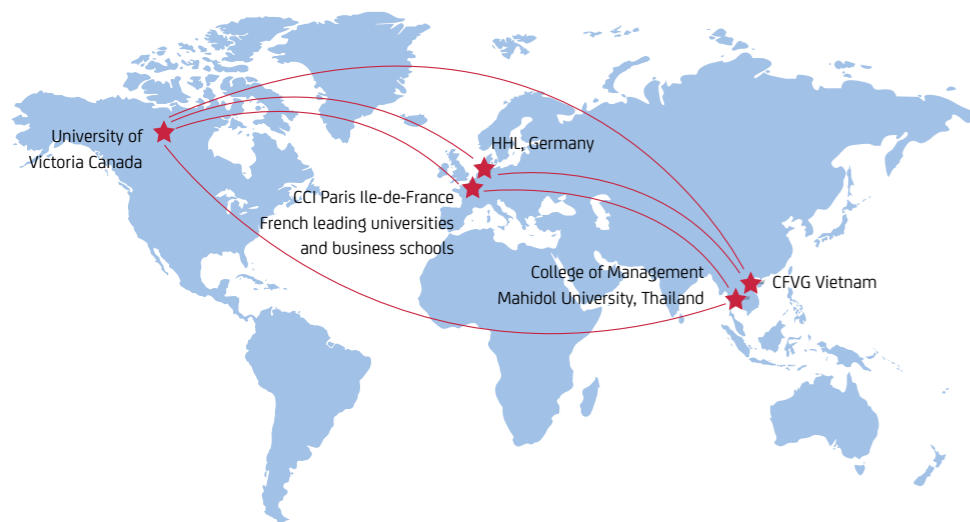 University of
Victoria Canada
HHL, Germany
CCI Paris Ile-de-France
French leading universities
and business schools
College of Management
Mahidol University, Thailand
CFVG Vietnam